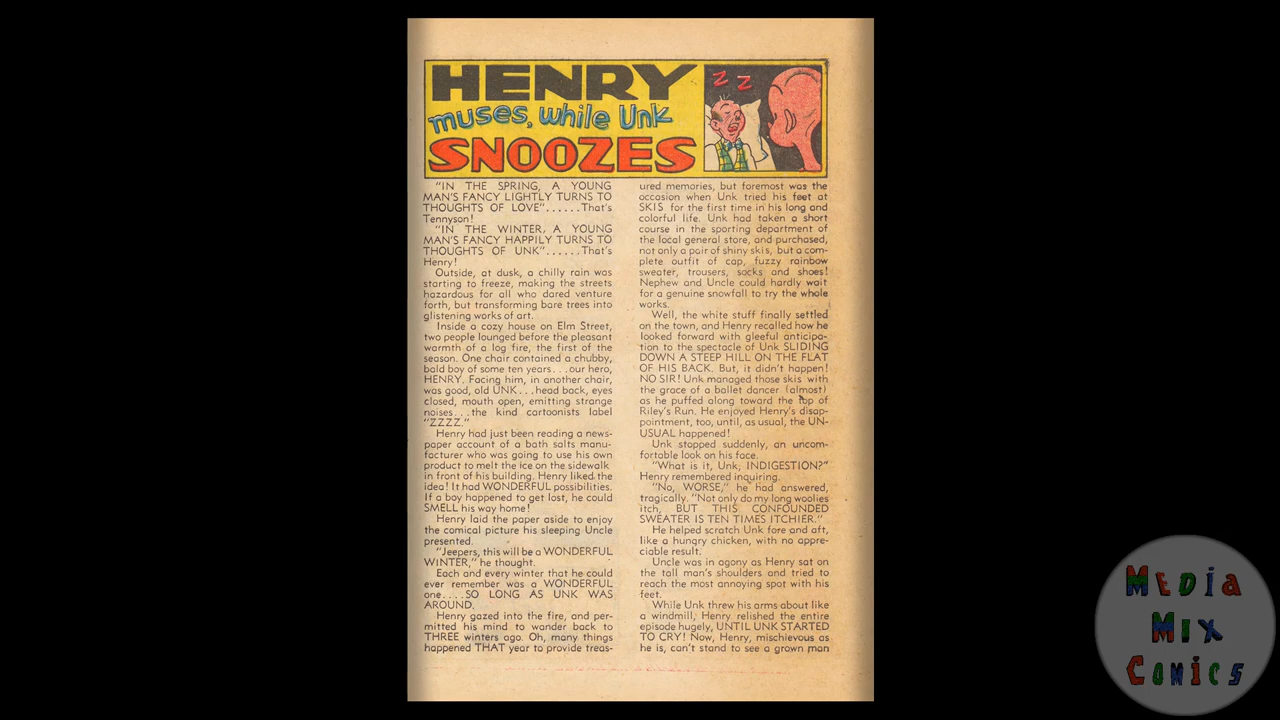 HENRY
muses, while Unk
SNOOZES
Z Z
"IN THE SPRING, A YOUNG
MAN'S FANCY LIGHTLY TURNS TO
THOUGHTS OF LOVE"......That's
Tennyson!
"IN THE WINTER, A YOUNG
MAN'S FANCY HAPPILY TURNS TO
THOUGHTS OF UNK"......That's
Henry!
Outside, at dusk, a chilly rain was
starting to freeze, making the streets
hazardous for all who dared venture
forth, but transforming bare trees into
glistening works of art.
Inside a cozy house on Elm Street,
two people lounged before the pleasant
warmth of a log fire, the first of the
season. One chair contained a chubby,
bald boy of some ten years...our hero,
HENRY. Facing him, in another chair,
was good, old UNK...head back, eyes
closed, mouth open, emitting strange
noises...the kind cartoonists label
"ZZZZ."
Henry had just been reading a news-
paper account of a bath salts manu-
facturer who was going to use his own
product to melt the ice on the sidewalk
in front of his building. Henry liked the
idea! It had WONDERFUL possibilities.
If a boy happened to get lost, he could
SMELL his way home!
Henry laid the paper aside to enjoy
the comical picture his sleeping Uncle
presented.
"Jeepers, this will be a WONDERFUL
WINTER," he thought.
Each and every winter that he could
ever remember was a WONDERFUL
one....SO LONG AS UNK WAS
AROUND.
Henry gazed into the fire, and per-
mitted his mind to wander back to
THREE winters ago. Oh, many things
happened THAT year to provide treas-
ured memories, but foremost was the
occasion when Unk tried his feet at
SKIS for the first time in his long and
colorful life. Unk had taken a short
course in the sporting department of
the local general store, and purchased,
not only a pair of shiny skis, but a com-
plete outfit of cap, fuzzy rainbow
sweater, trousers, socks and shoes!
Nephew and Uncle could hardly wait
for a genuine snowfall to try the whole
works.
Well, the white stuff finally settled
on the town, and Henry recalled how he
looked forward with gleeful anticipa-
tion to the spectacle of Unk SLIDING
DOWN A STEEP HILL ON THE FLAT
OF HIS BACK. But, it didn't happen!
NO SIR! Unk managed those skis with
the grace of a ballet dancer (almost)
as he puffed along toward the top of
Riley's Run. He enjoyed Henry's disap-
pointment, too, until, as usual, the UN-
USUAL happened!
Unk stopped suddenly, an uncom-
fortable look on his face.
"What is it, Unk, INDIGESTION?"
Henry remembered inquiring.
"No, WORSE," he had answered,
tragically. "Not only do my long woolies
itch, BUT THIS CONFOUNDED
SWEATER IS TEN TIMES ITCHIER."
He helped scratch Unk fore and aft,
like a hungry chicken, with no appre-
ciable result.
Uncle was in agony as Henry sat on
the tall man's shoulders and tried to
reach the most annoying spot with his
feet.
While Unk threw his arms about like
a windmill, Henry relished the entire
episode hugely, UNTIL UNK STARTED
TO CRY! Now, Henry, mischievous as
he is, can't stand to see a grown man
MEDIA
MIX
COMICS